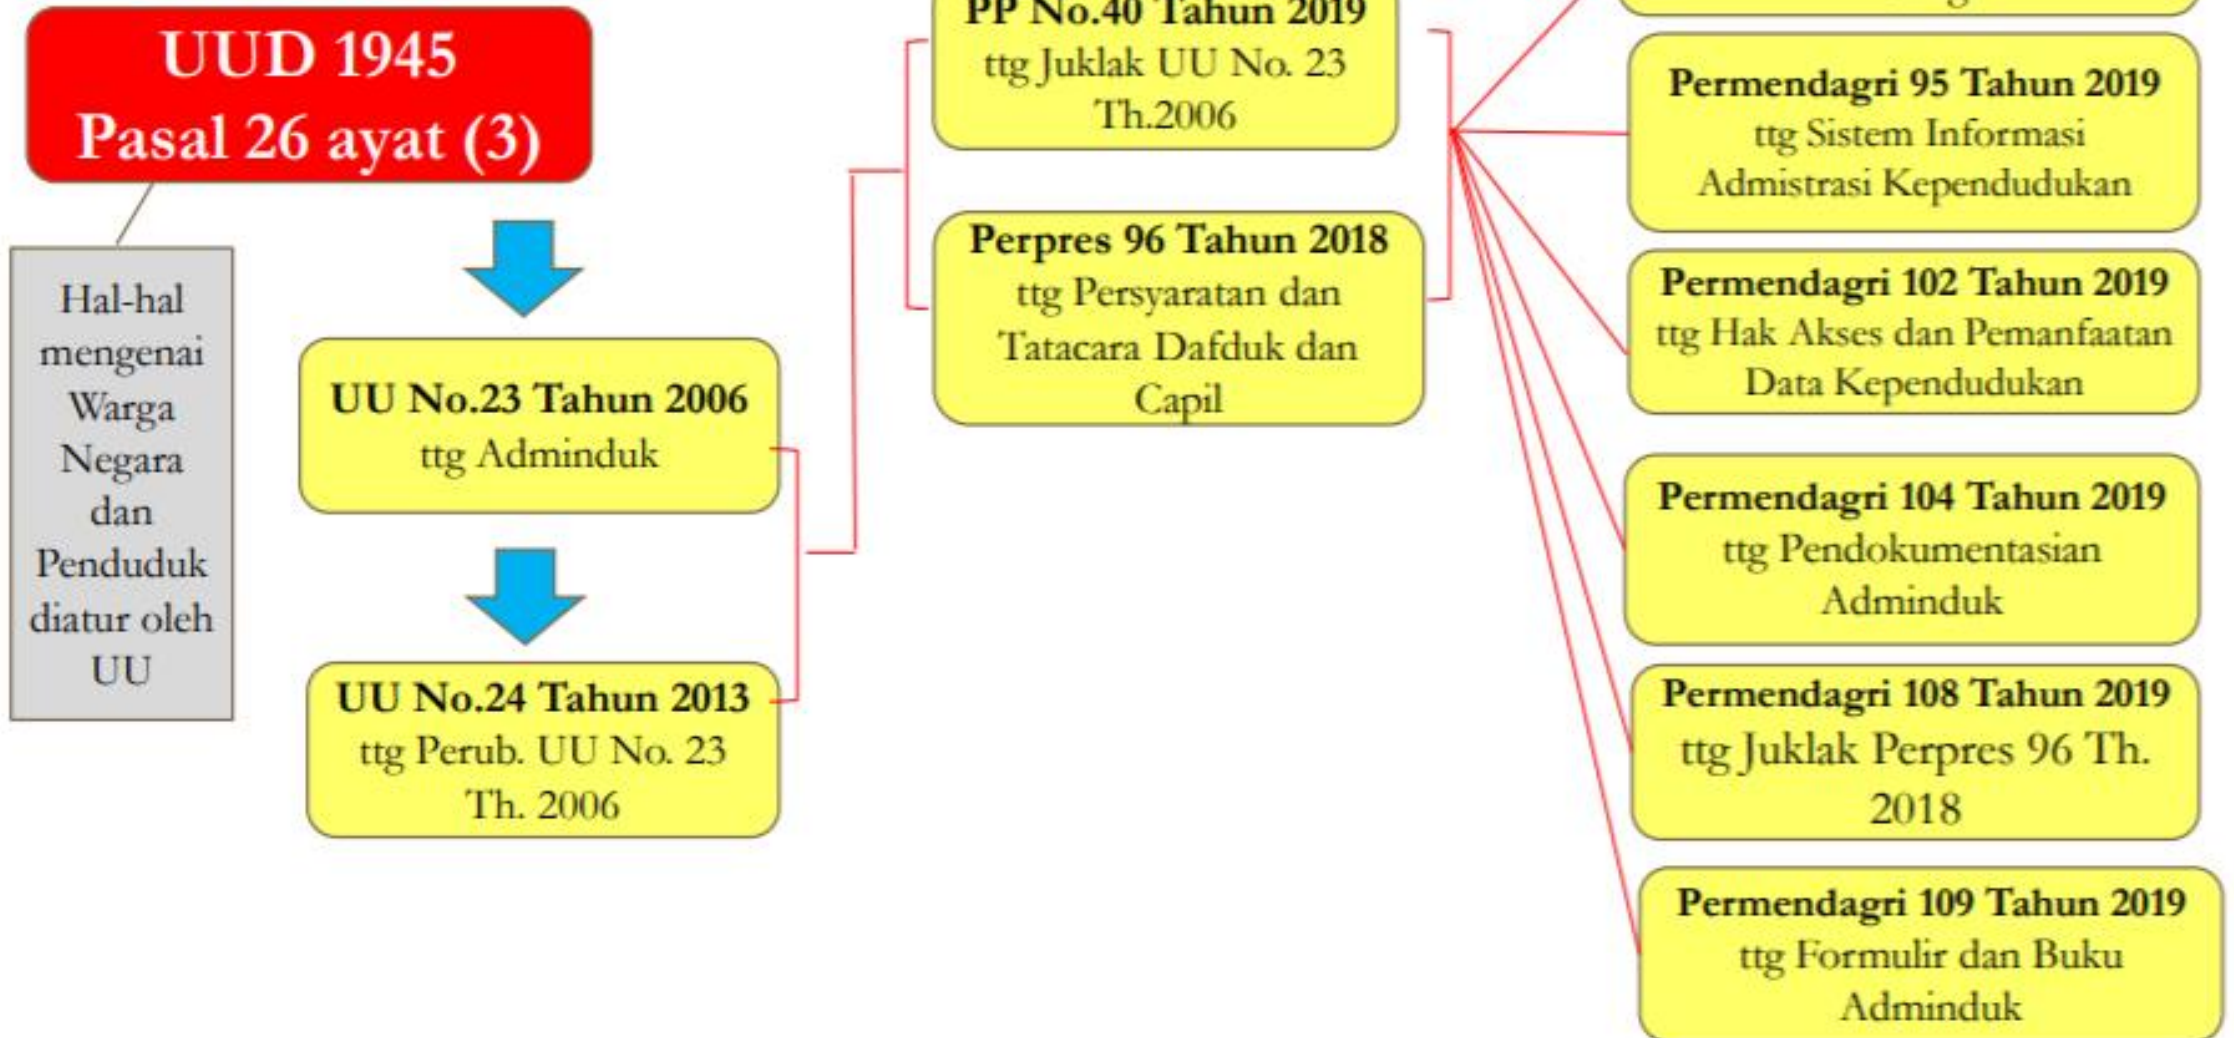 UUD 1945
Pasal 26 ayat (3)
Hal-hal
mengenai
Warga
Negara
dan
Penduduk
diatur oleh
UU
UU No.23 Tahun 2006
ttg Adminduk
UU No.24 Tahun 2013
ttg Perub. UU No. 23
Th. 2006
PP No.40 Tahun 2019
ttg Juklak UU No. 23
Th.2006
Perpres 96 Tahun 2018
ttg Persyaratan dan
Tatacara Dafduk dan
Capil
Permendagri 95 Tahun 2019
ttg Sistem Informasi
Admistrasi Kependudukan
Permendagri 102 Tahun 2019
ttg Hak Akses dan Pemanfaatan
Data Kependudukan
Permendagri 104 Tahun 2019
ttg Pendokumentasian
Adminduk
Permendagri 108 Tahun 2019
ttg Juklak Perpres 96 Th.
2018
Permendagri 109 Tahun 2019
ttg Formulir dan Buku
Adminduk